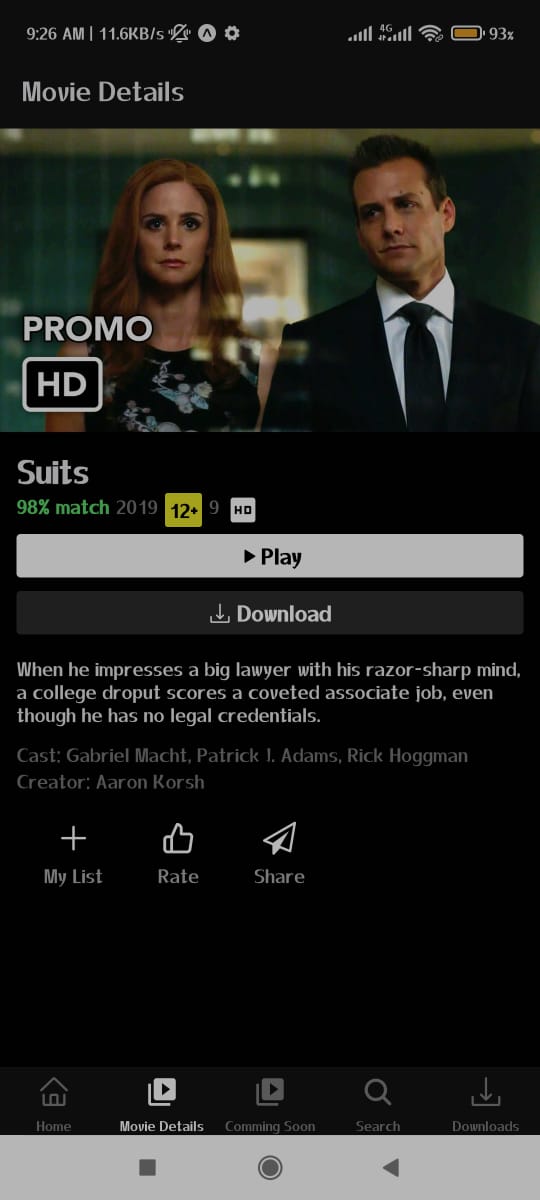 9:26 AM | 11.6KB/s 4G 93%
Movie Details
PROMO
HD
Suits
98% match 2019 12+ 9 HD
Play
Download
When he impresses a big lawyer with his razor-sharp mind,
a college droput scores a coveted associate job, even
though he has no legal credentials.
Cast: Gabriel Macht, Patrick J. Adams, Rick Hoggman
Creator: Aaron Korsh
My List Rate Share
Home Movie Details Comming Soon Search Downloads